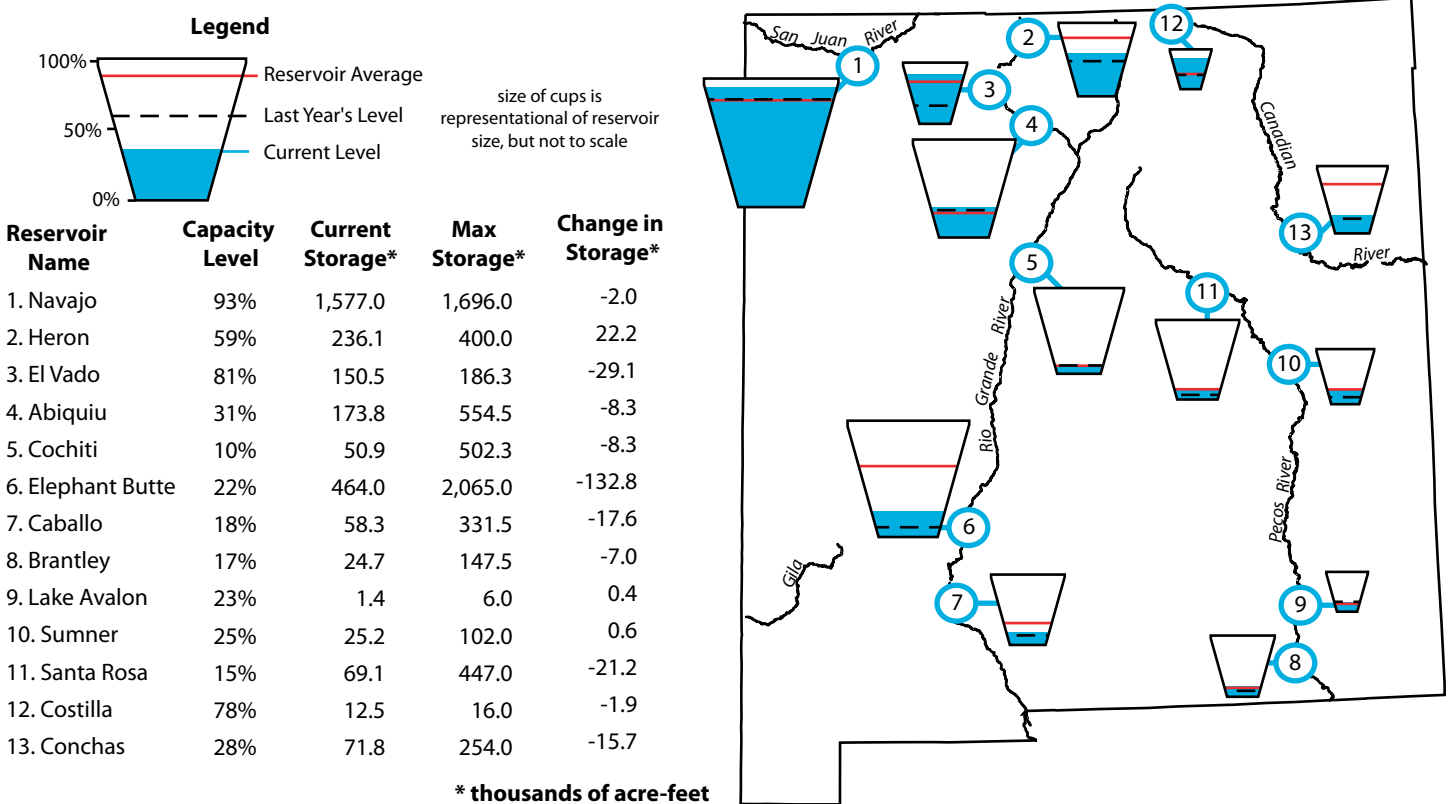 Legend
100%
50%
0%
Reservoir Average
Last Year's Level
Current Level
size of cups is
representational of reservoir
size, but not to scale
Reservoir Name Capacity Level Current Storage* Max Storage* Change in Storage*
1. Navajo 93% 1,577.0 1,696.0 -2.0
2. Heron 59% 236.1 400.0 22.2
3. El Vado 81% 150.5 186.3 -29.1
4. Abiquiu 31% 173.8 554.5 -8.3
5. Cochiti 10% 50.9 502.3 -8.3
6. Elephant Butte 22% 464.0 2,065.0 -132.8
7. Caballo 18% 58.3 331.5 -17.6
8. Brantley 17% 24.7 147.5 -7.0
9. Lake Avalon 23% 1.4 6.0 0.4
10. Sumner 25% 25.2 102.0 0.6
11. Santa Rosa 15% 69.1 447.0 -21.2
12. Costilla 78% 12.5 16.0 -1.9
13. Conchas 28% 71.8 254.0 -15.7
* thousands of acre-feet
San Juan River
1
2
3
4
12
Canadian
River
13
5
11
10
Rio Grande River
Pecos River
6
Gila
7
9
8